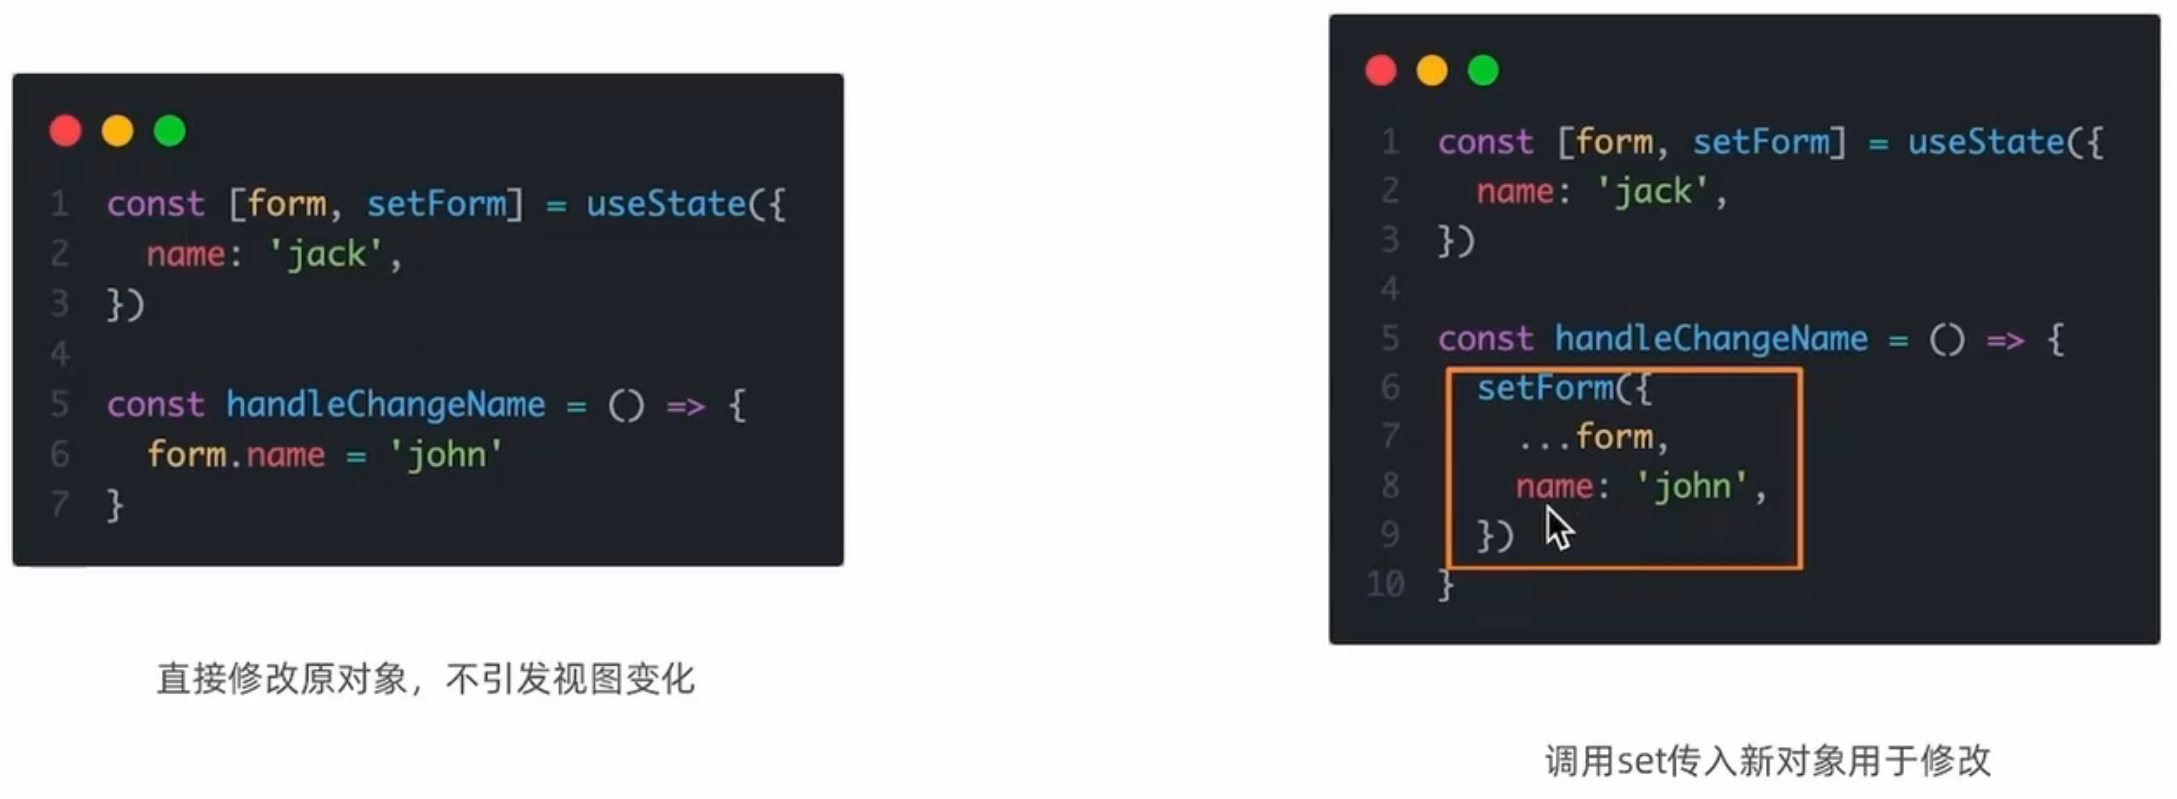 1 const [form, setForm] = useState({
2   name: 'jack',
3 })
4
5 const handleChangeName = () => {
6   form.name = 'john'
7 }
直接修改原对象，不引发视图变化
1 const [form, setForm] = useState({
2   name: 'jack',
3 })
4
5 const handleChangeName = () => {
6   setForm({
7     ...form,
8     name: 'john',
9   })
10 }
调用set传入新对象用于修改